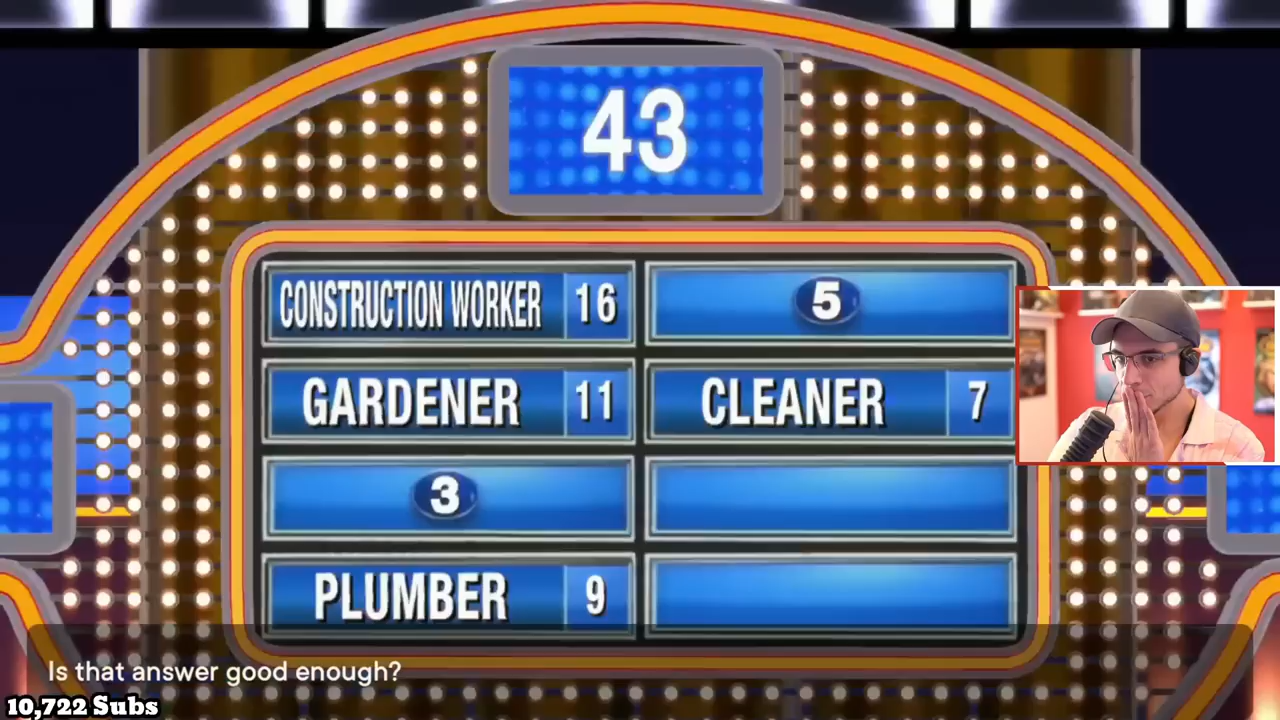 43
CONSTRUCTION WORKER 16
5
GARDENER 11
CLEANER 7
3
PLUMBER 9
Is that answer good enough?
10,722 Subs